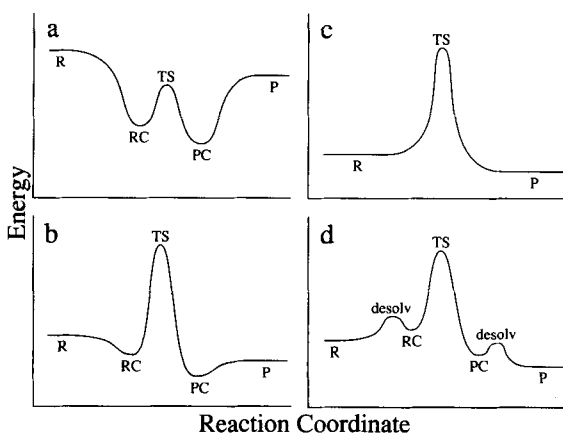 a
R
TS
RC
PC
P
c
TS
R
P
Energy
b
TS
R
RC
PC
P
d
TS
desolv
desolv
R
RC
PC
P
Reaction Coordinate